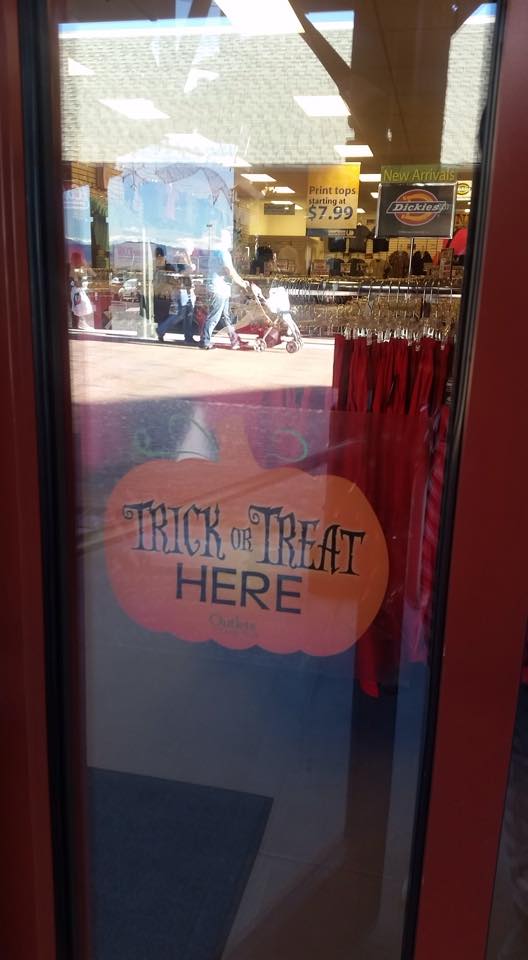 Print tops
starting at
$7.99
New Arrivals
Dickies
TRICK OR TREAT
HERE
Outlets